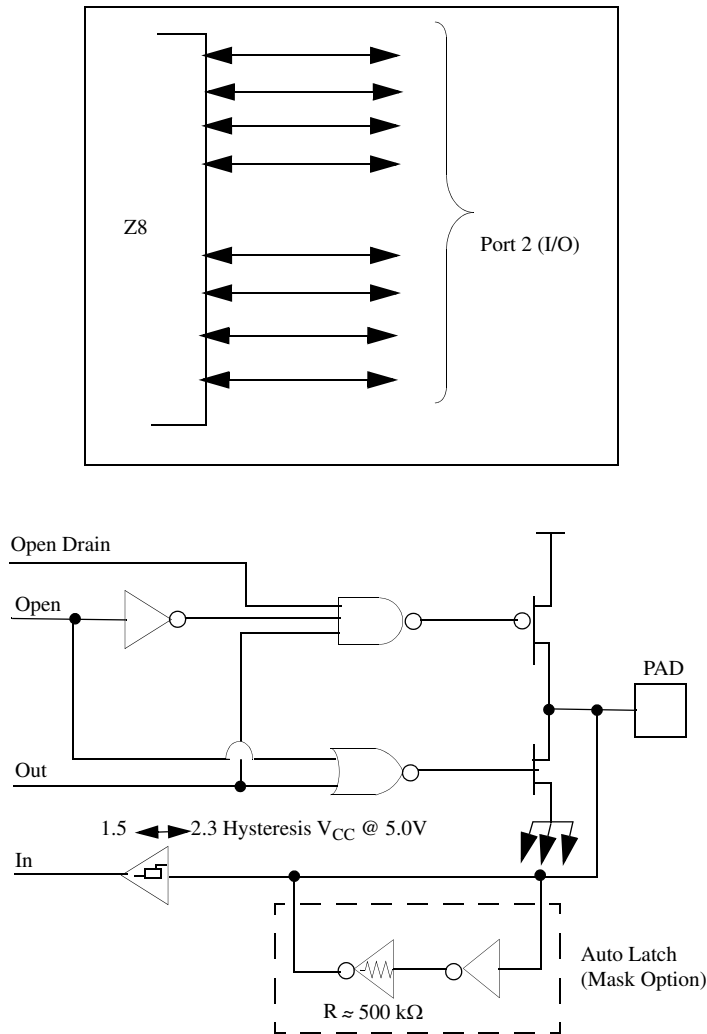 Z8
Port 2 (I/O)
Open Drain
Open
PAD
Out
1.5 2.3 Hysteresis VCC @ 5.0V
In
Auto Latch
(Mask Option)
R ≈ 500 kΩ